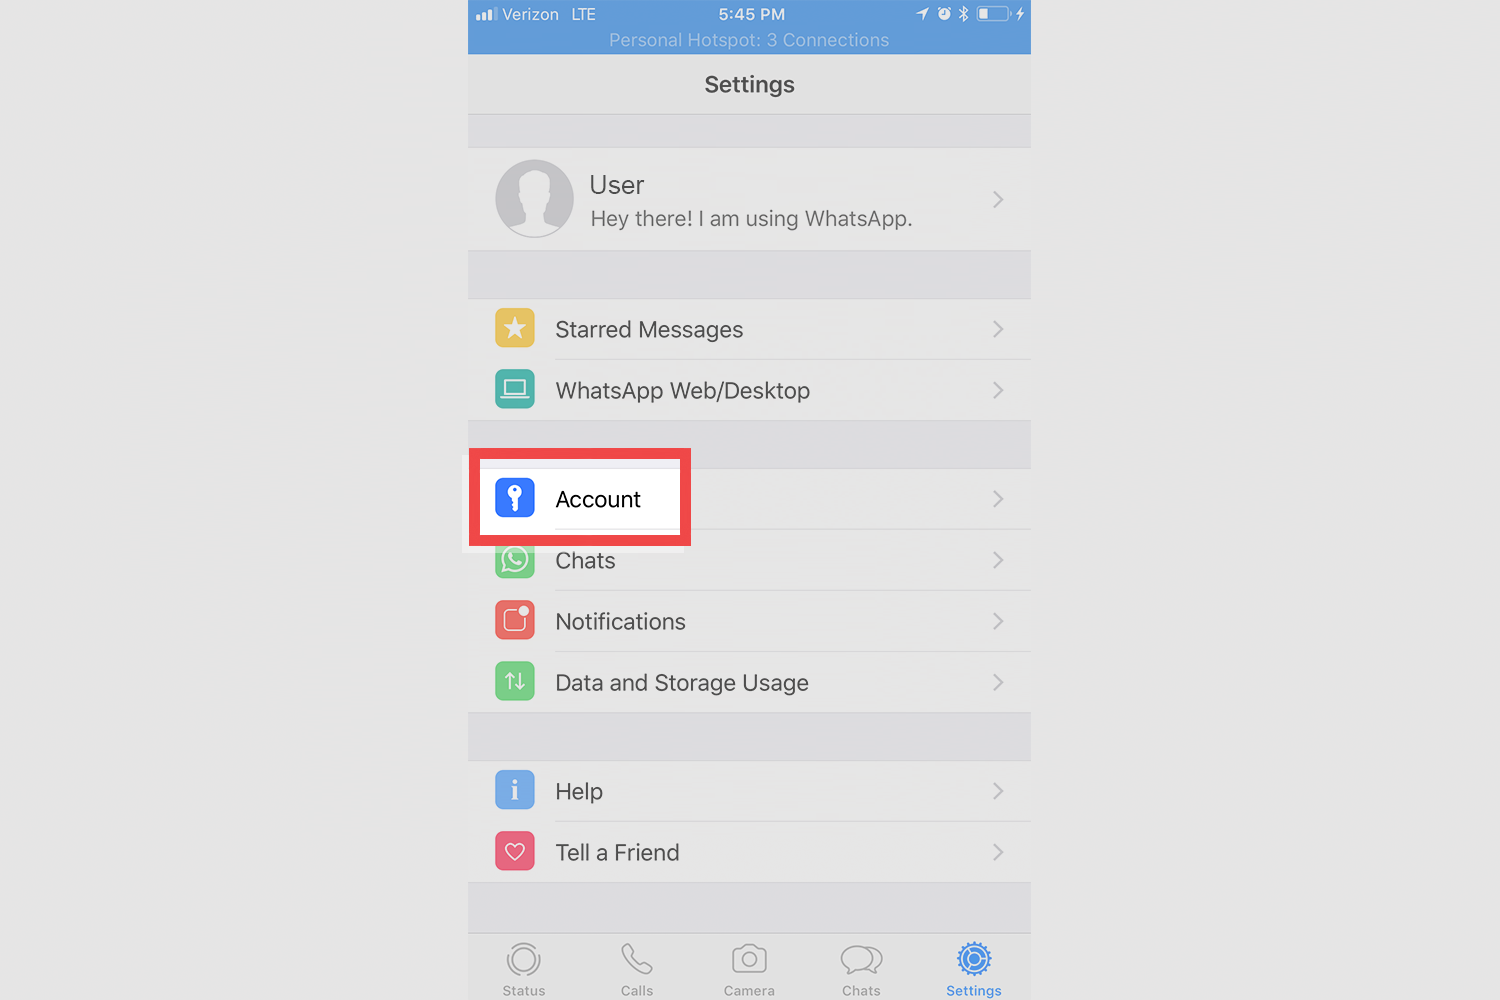 Verizon LTE 5:45 PM
Personal Hotspot: 3 Connections
Settings
User
Hey there! I am using WhatsApp.
Starred Messages
WhatsApp Web/Desktop
Account
Chats
Notifications
Data and Storage Usage
Help
Tell a Friend
Status Calls Camera Chats Settings